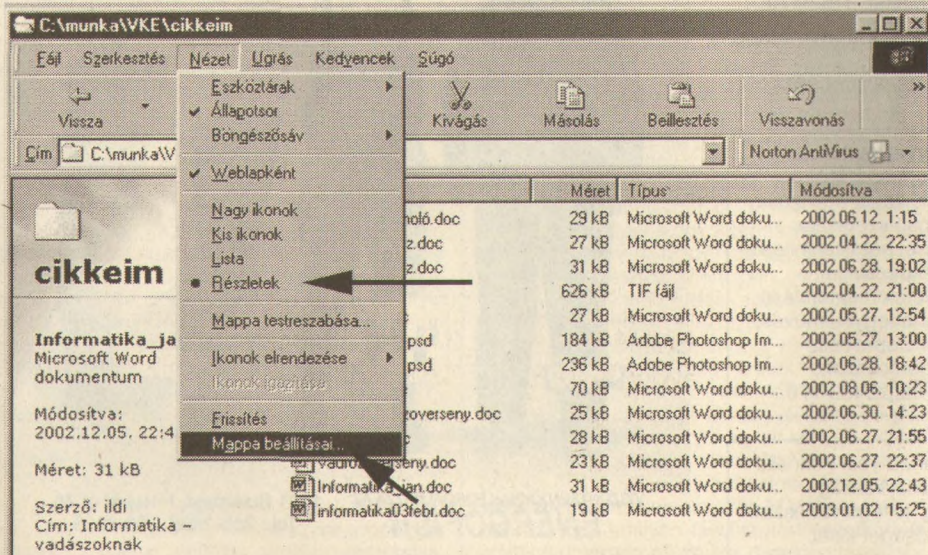 C:\munka\VKE\cikkeim
Fájl Szerkesztés Nézet Ugrás Kedvencek Súgó
Vissza Kivágás Másolás Beillesztés Visszavonás »
Cím C:\munka\V Norton AntiVirus
Eszköztárak
Állapotsor
Böngészősáv
Weblapként
Nagy ikonok
Kis ikonok
Lista
Részletek
Mappa testreszabása...
Ikonok elrendezése
Ikonok igazítása
Frissítés
Mappa beállításai...
cikkeim
Informatika_ja
Microsoft Word
dokumentum
Módosítva:
2002.12.05. 22:4
Méret: 31 kB
Szerző: ildi
Cím: Informatika –
vadászoknak
Méret Típus Módosítva
noló.doc 29 kB Microsoft Word doku... 2002.06.12. 1:15
z.doc 27 kB Microsoft Word doku... 2002.04.22. 22:35
z.doc 31 kB Microsoft Word doku... 2002.06.28. 19:02
626 kB TIF fájl 2002.04.22. 21:00
27 kB Microsoft Word doku... 2002.05.27. 12:54
psd 184 kB Adobe Photoshop Im... 2002.05.27. 13:00
psd 236 kB Adobe Photoshop Im... 2002.06.28. 18:42
70 kB Microsoft Word doku... 2002.08.06. 10:23
zoverseny.doc 25 kB Microsoft Word doku... 2002.06.30. 14:23
28 kB Microsoft Word doku... 2002.06.27. 21:55
23 kB Microsoft Word doku... 2002.06.27. 22:37
Informatika_jan.doc 31 kB Microsoft Word doku... 2002.12.05. 22:43
informatika03febr.doc 19 kB Microsoft Word doku... 2003.01.02. 15:25